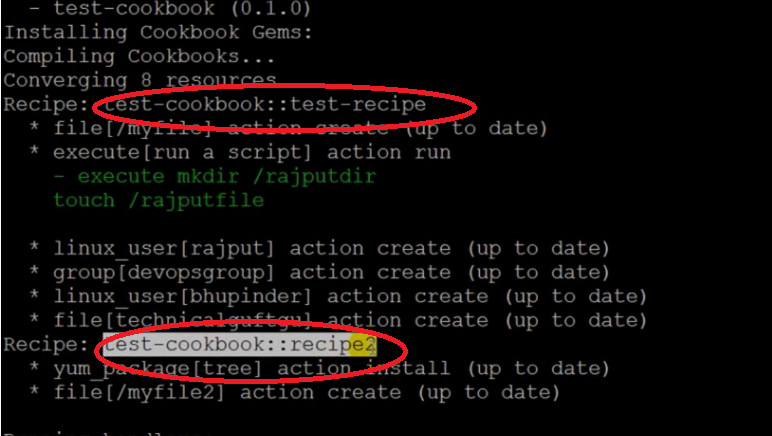 - test-cookbook (0.1.0)
Installing Cookbook Gems:
Compiling Cookbooks...
Converging 8 resources
Recipe: test-cookbook::test-recipe
* file[/myfile] action create (up to date)
* execute[run a script] action run
- execute mkdir /rajputdir
touch /rajputfile
* linux_user[rajput] action create (up to date)
* group[devopsgroup] action create (up to date)
* linux_user[bhupinder] action create (up to date)
* file[technicalguftgu] action create (up to date)
Recipe: test-cookbook::recipe2
* yum_package[tree] action install (up to date)
* file[/myfile2] action create (up to date)